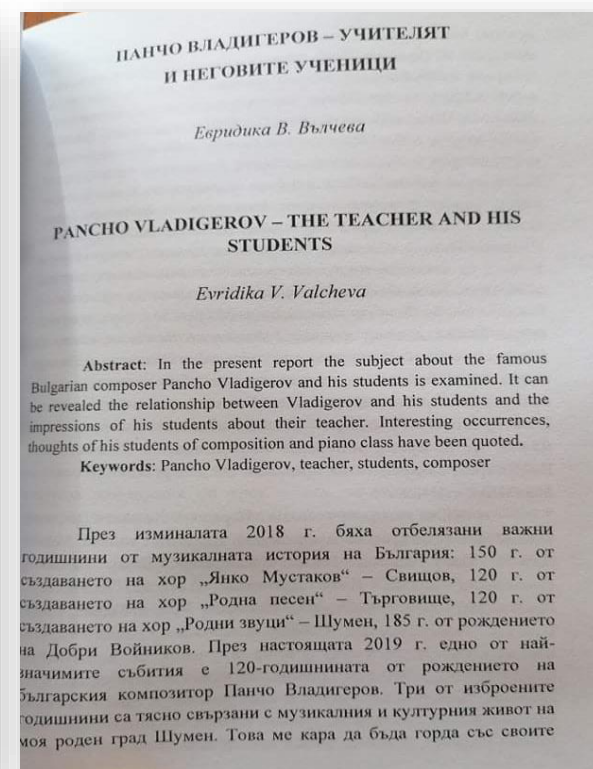 ПАНЧО ВЛАДИГЕРОВ – УЧИТЕЛЯТ
И НЕГОВИТЕ УЧЕНИЦИ
Евридика В. Вълчева
PANCHO VLADIGEROV – THE TEACHER AND HIS
STUDENTS
Evridika V. Valcheva
Abstract: In the present report the subject about the famous
Bulgarian composer Pancho Vladigerov and his students is examined. It can
be revealed the relationship between Vladigerov and his students and the
impressions of his students about their teacher. Interesting occurrences,
thoughts of his students of composition and piano class have been quoted.
Keywords: Pancho Vladigerov, teacher, students, composer
През изминалата 2018 г. бяха отбелязани важни
годишнини от музикалната история на България: 150 г. от
създаването на хор „Янко Мустаков“ – Свищов, 120 г. от
създаването на хор „Родна песен“ – Търговище, 120 г. от
създаването на хор „Родни звуци“ – Шумен, 185 г. от рождението
на Добри Войников. През настоящата 2019 г. едно от най-
значимите събития е 120-годишнината от рождението на
българския композитор Панчо Владигеров. Три от изброените
годишнини са тясно свързани с музикалния и културния живот на
моя роден град Шумен. Това ме кара да бъда горда със своите